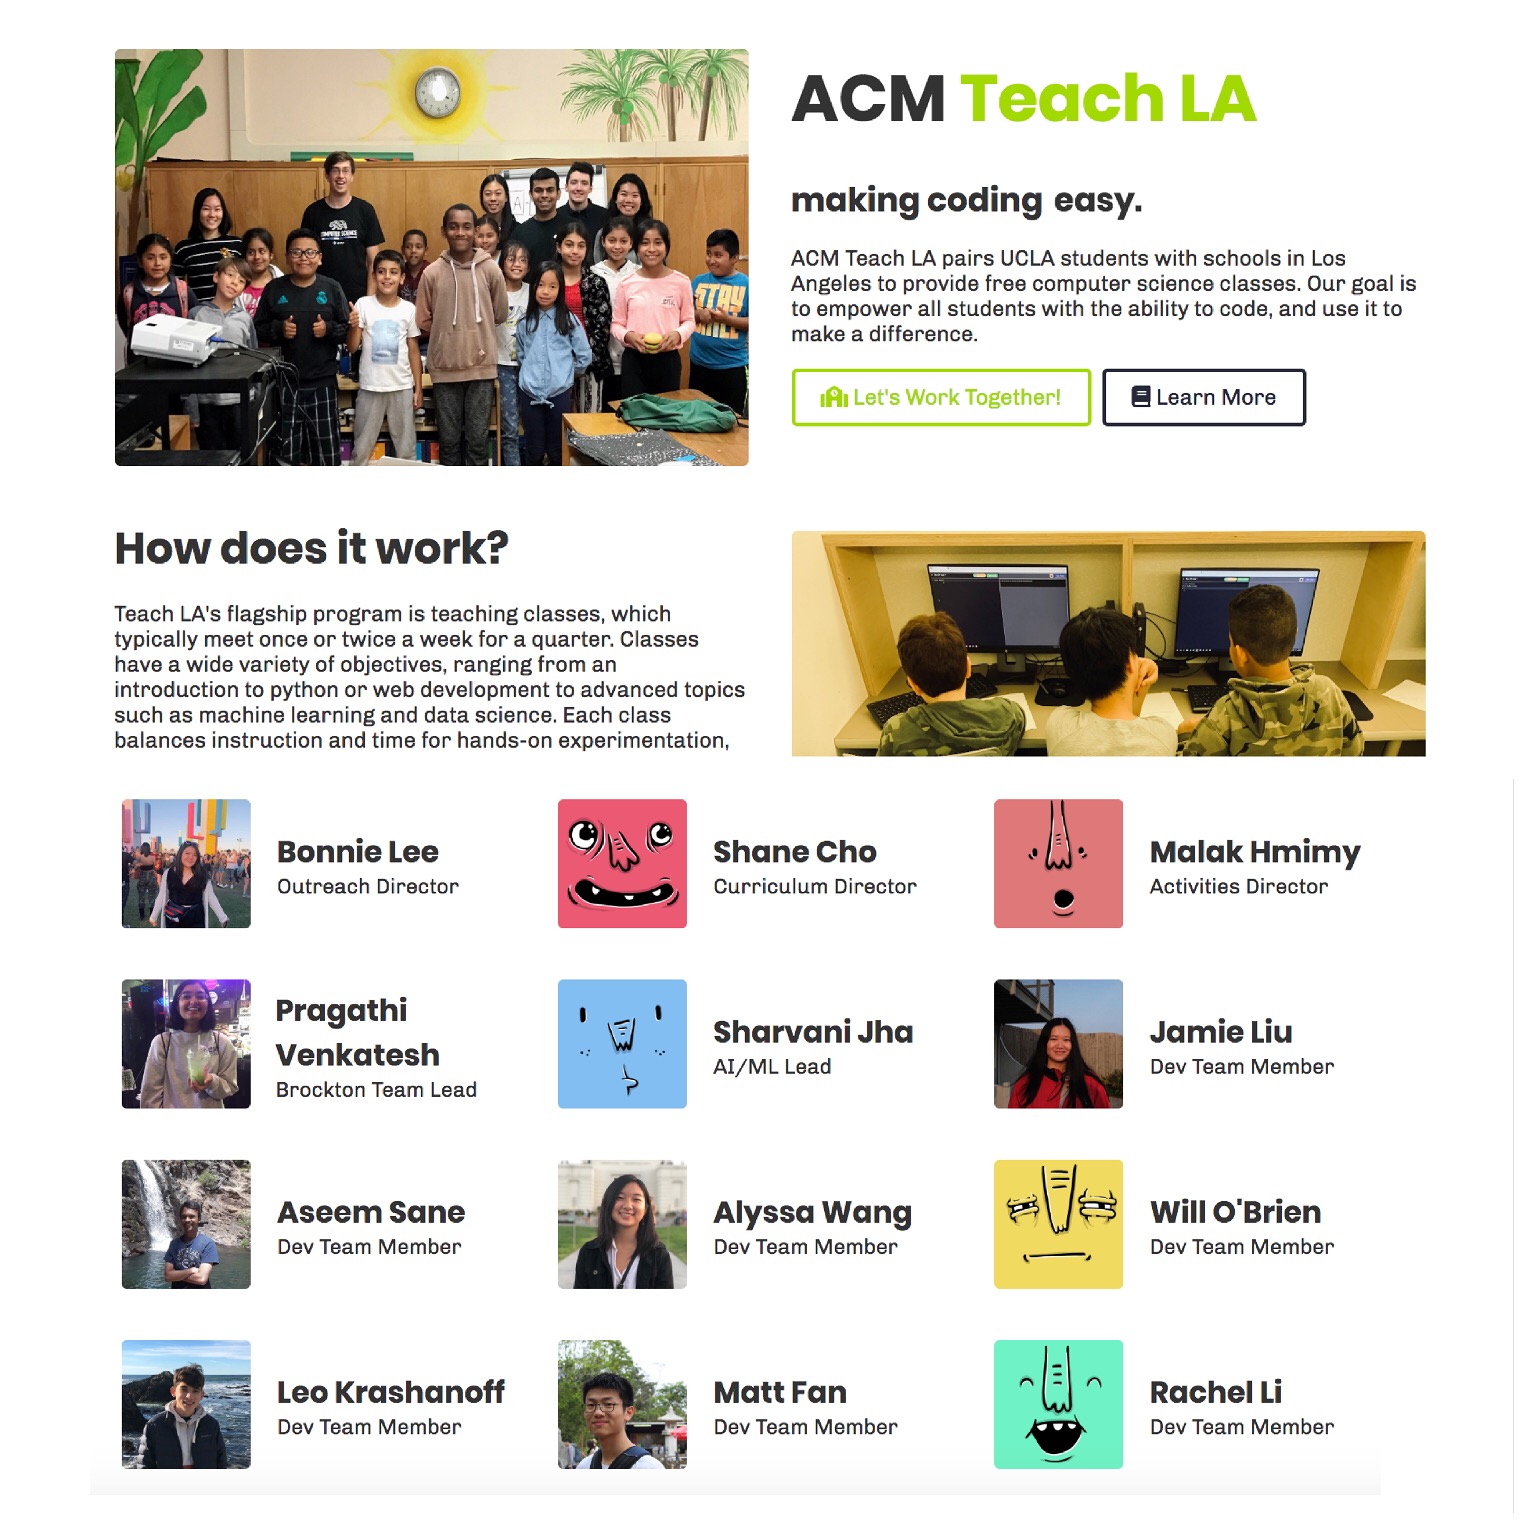 ACM Teach LA
making coding easy.
ACM Teach LA pairs UCLA students with schools in Los
Angeles to provide free computer science classes. Our goal is
to empower all students with the ability to code, and use it to
make a difference.
Let's Work Together!
Learn More
COMPUTER SCIENCE
STAY
How does it work?
Teach LA's flagship program is teaching classes, which
typically meet once or twice a week for a quarter. Classes
have a wide variety of objectives, ranging from an
introduction to python or web development to advanced topics
such as machine learning and data science. Each class
balances instruction and time for hands-on experimentation,
Bonnie Lee
Outreach Director
Shane Cho
Curriculum Director
Malak Hmimy
Activities Director
Pragathi
Venkatesh
Brockton Team Lead
Sharvani Jha
AI/ML Lead
Jamie Liu
Dev Team Member
Aseem Sane
Dev Team Member
Alyssa Wang
Dev Team Member
Will O'Brien
Dev Team Member
Leo Krashanoff
Dev Team Member
Matt Fan
Dev Team Member
Rachel Li
Dev Team Member